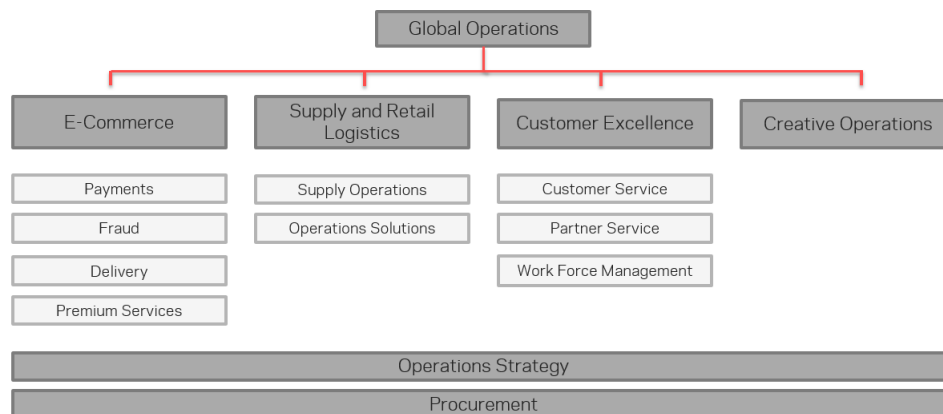 Global Operations
E-Commerce
Supply and Retail
Logistics
Customer Excellence
Creative Operations
Payments
Fraud
Delivery
Premium Services
Supply Operations
Operations Solutions
Customer Service
Partner Service
Work Force Management
Operations Strategy
Procurement